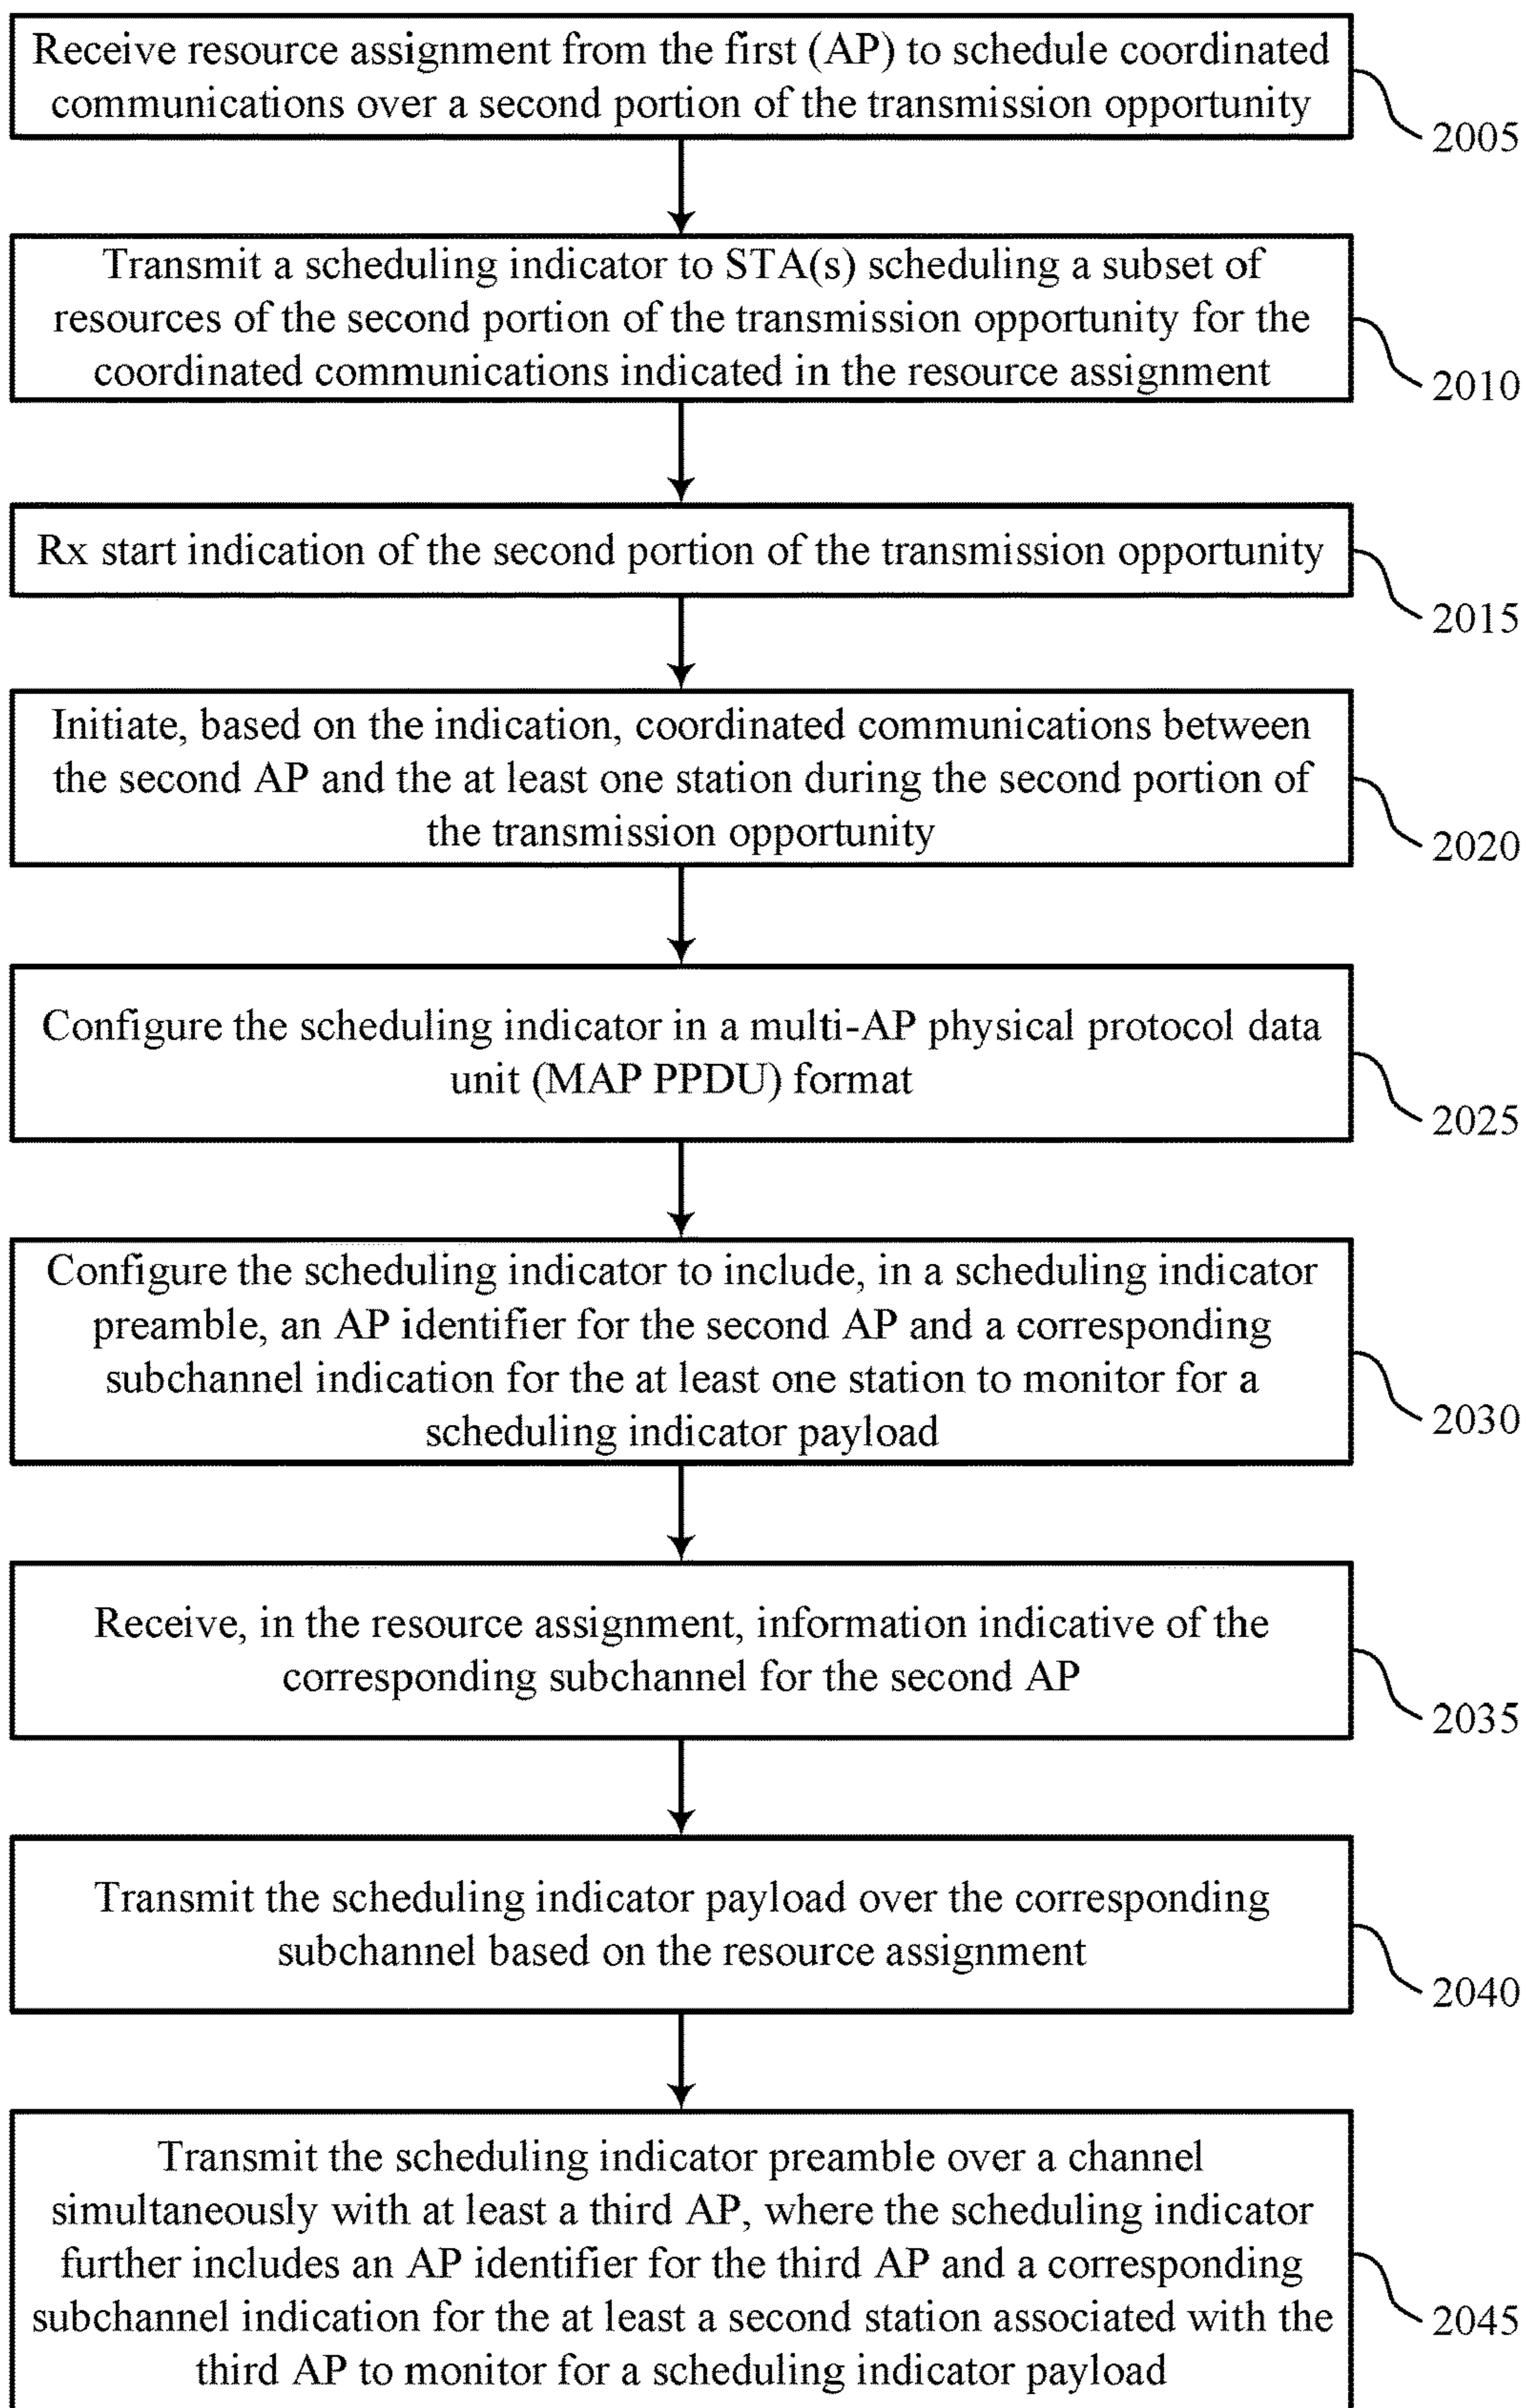 Receive resource assignment from the first (AP) to schedule coordinated
communications over a second portion of the transmission opportunity
2005
Transmit a scheduling indicator to STA(s) scheduling a subset of
resources of the second portion of the transmission opportunity for the
coordinated communications indicated in the resource assignment
2010
Rx start indication of the second portion of the transmission opportunity
2015
Initiate, based on the indication, coordinated communications between
the second AP and the at least one station during the second portion of
the transmission opportunity
2020
Configure the scheduling indicator in a multi-AP physical protocol data
unit (MAP PPDU) format
2025
Configure the scheduling indicator to include, in a scheduling indicator
preamble, an AP identifier for the second AP and a corresponding
subchannel indication for the at least one station to monitor for a
scheduling indicator payload
2030
Receive, in the resource assignment, information indicative of the
corresponding subchannel for the second AP
2035
Transmit the scheduling indicator payload over the corresponding
subchannel based on the resource assignment
2040
Transmit the scheduling indicator preamble over a channel
simultaneously with at least a third AP, where the scheduling indicator
further includes an AP identifier for the third AP and a corresponding
subchannel indication for the at least a second station associated with the
third AP to monitor for a scheduling indicator payload
2045